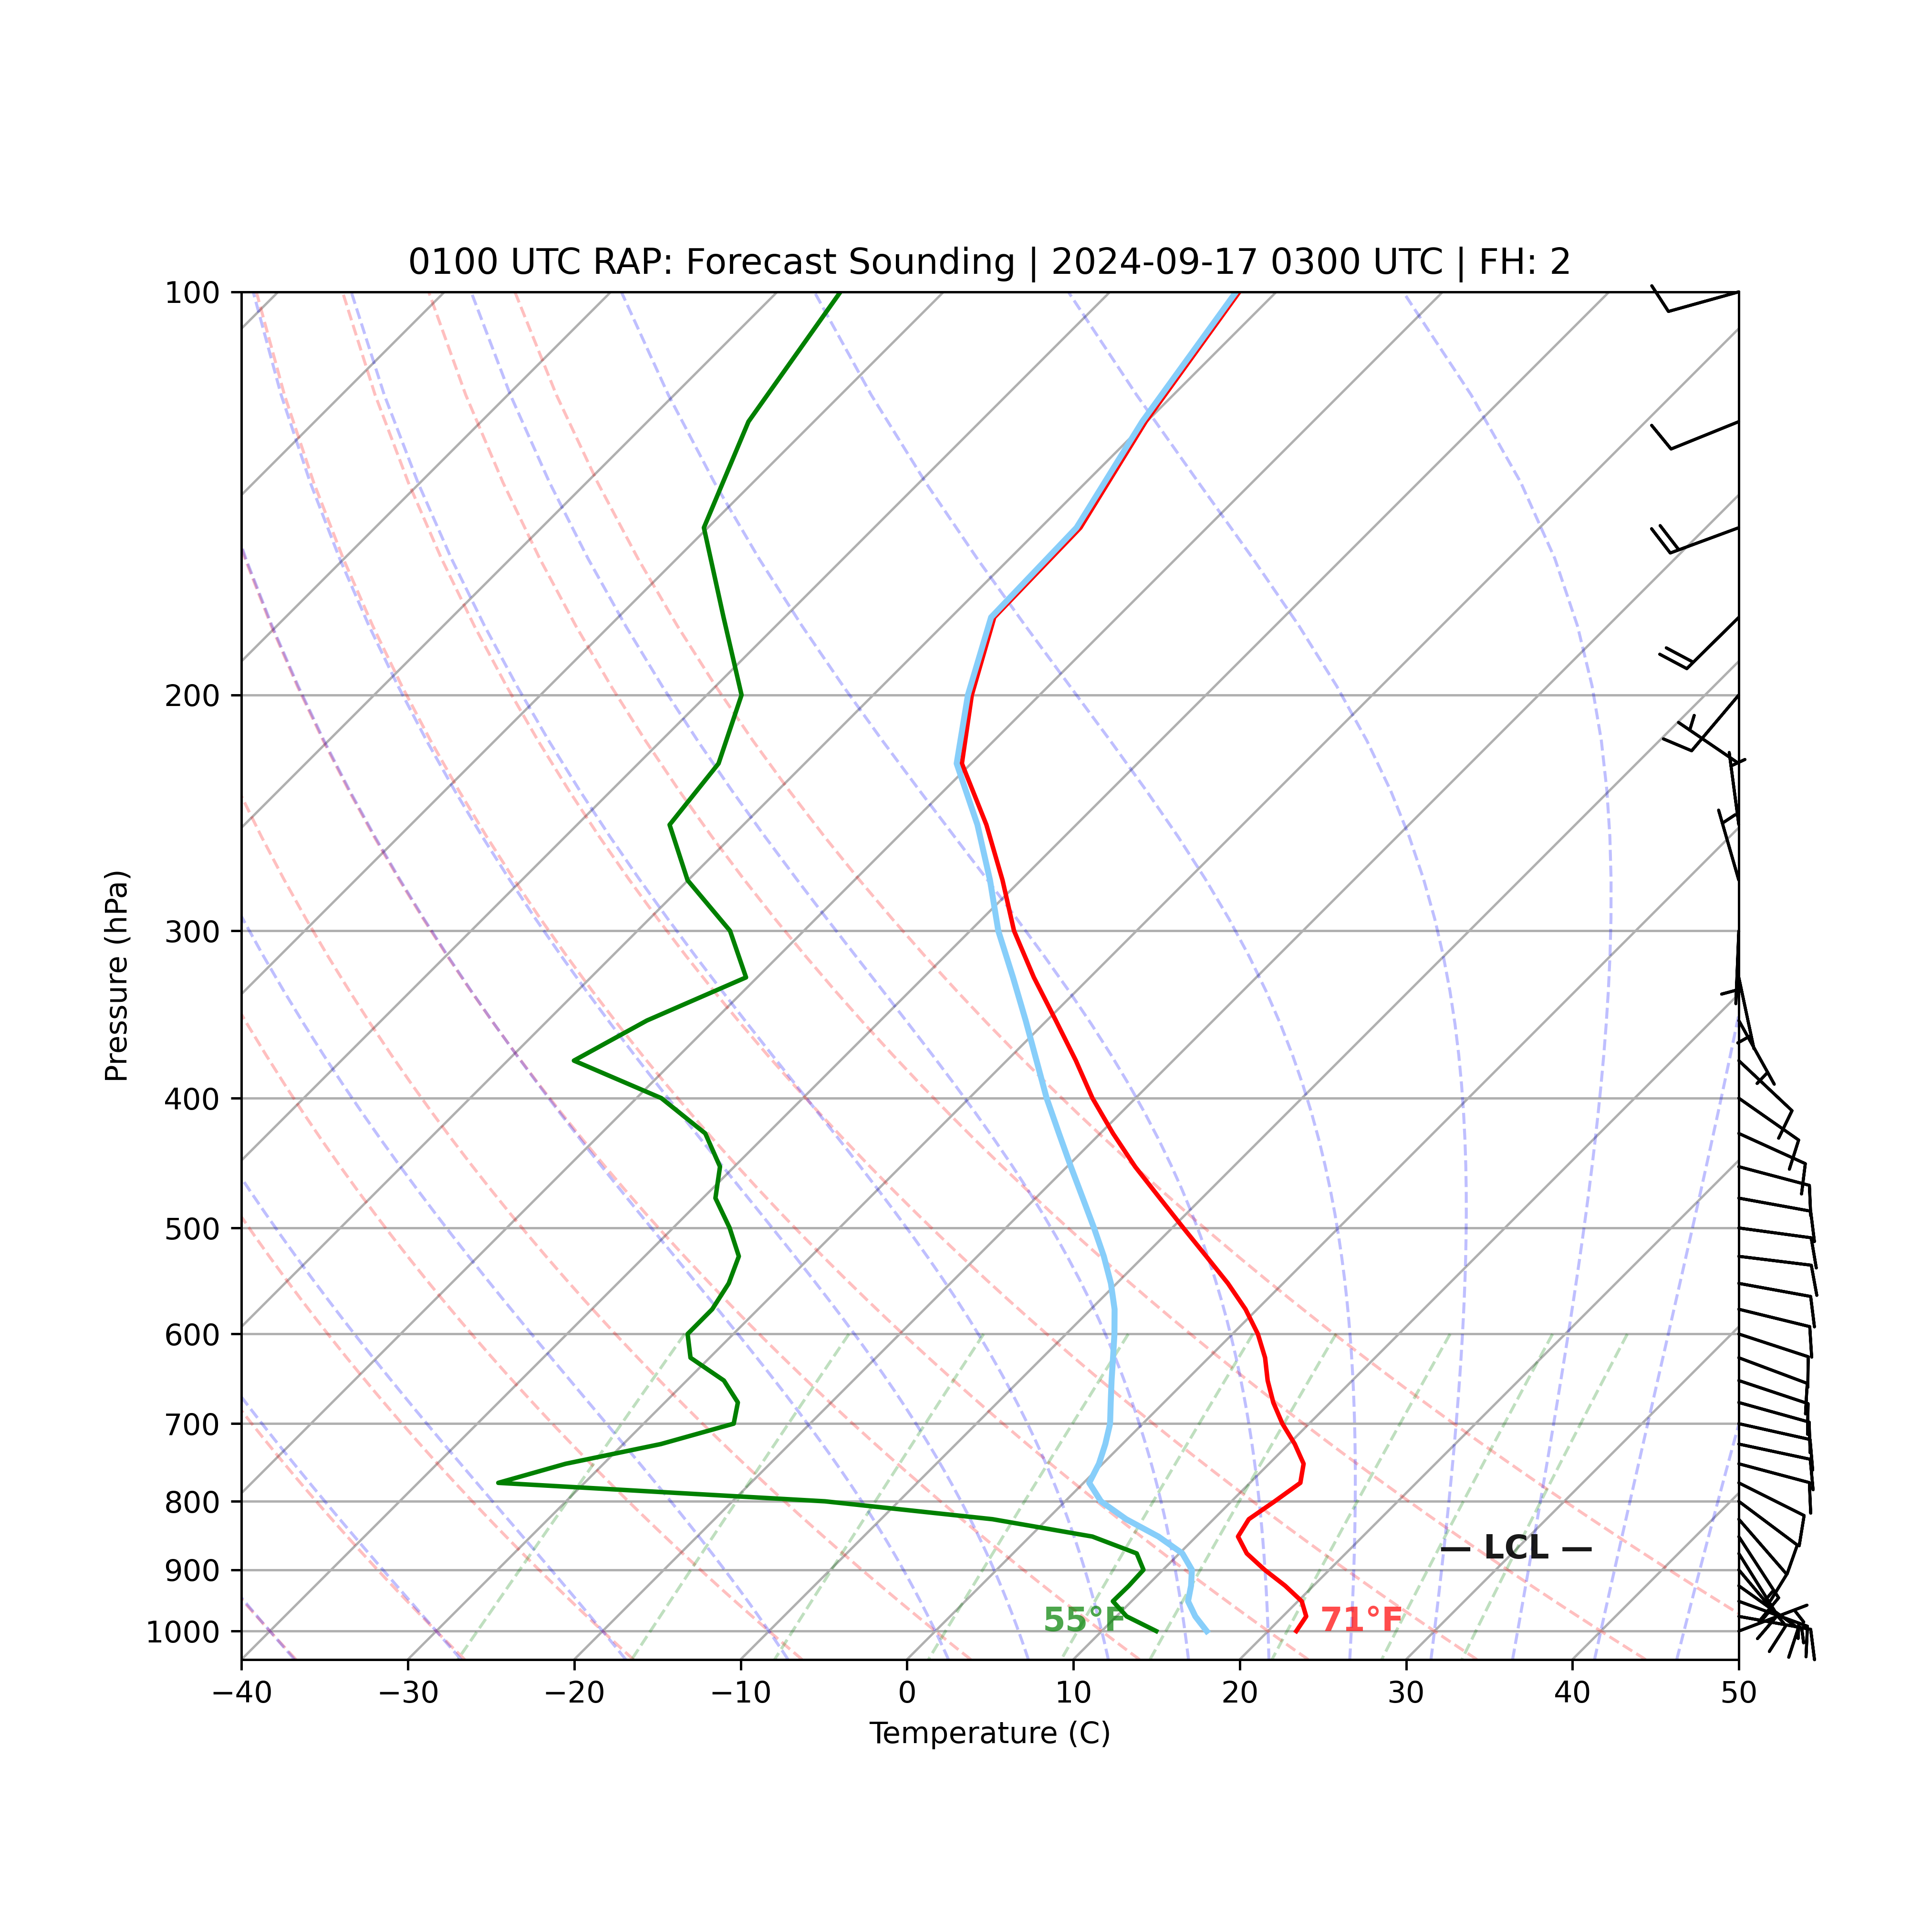 0100 UTC RAP: Forecast Sounding | 2024-09-17 0300 UTC | FH: 2
100
200
300
400
500
600
700
800
900
1000
Pressure (hPa)
— LCL —
55°F
71°F
−40 −30 −20 −10 0 10 20 30 40 50
Temperature (C)